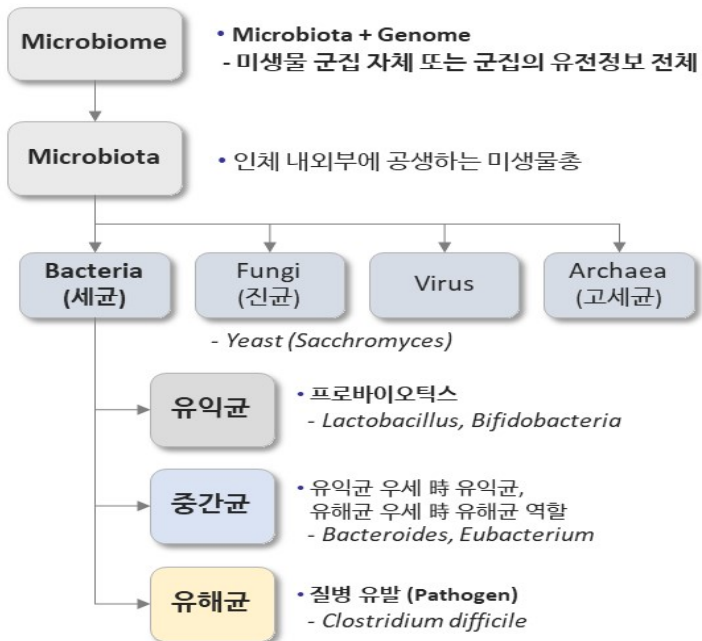 Microbiome
• Microbiota + Genome
- 미생물 군집 자체 또는 군집의 유전정보 전체
Microbiota
• 인체 내외부에 공생하는 미생물총
Bacteria
(세균)
Fungi
(진균)
Virus
Archaea
(고세균)
- Yeast (Sacchromyces)
유익균
• 프로바이오틱스
- Lactobacillus, Bifidobacteria
중간균
• 유익균 우세 時 유익균,
유해균 우세 時 유해균 역할
- Bacteroides, Eubacterium
유해균
• 질병 유발 (Pathogen)
- Clostridium difficile